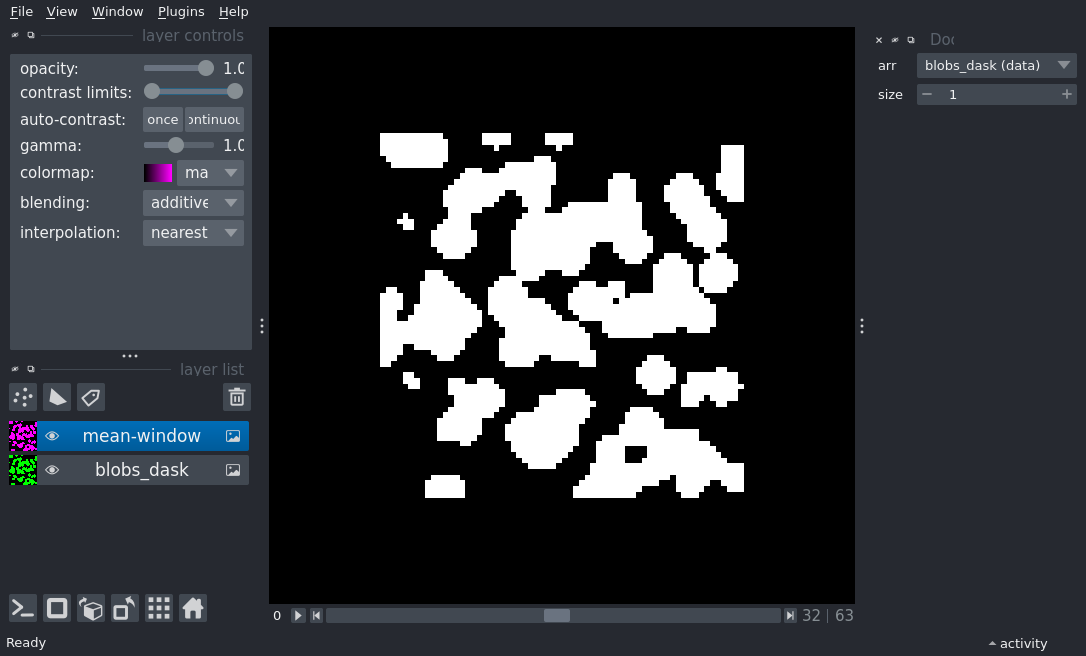 File View Window Plugins Help
layer controls
opacity: 1.0
contrast limits:
auto-contrast: once ontinuou
gamma: 1.0
colormap: ma
blending: additive
interpolation: nearest
layer list
mean-window
blobs_dask
0 32 | 63
Ready
Doc
arr blobs_dask (data)
size 1
activity